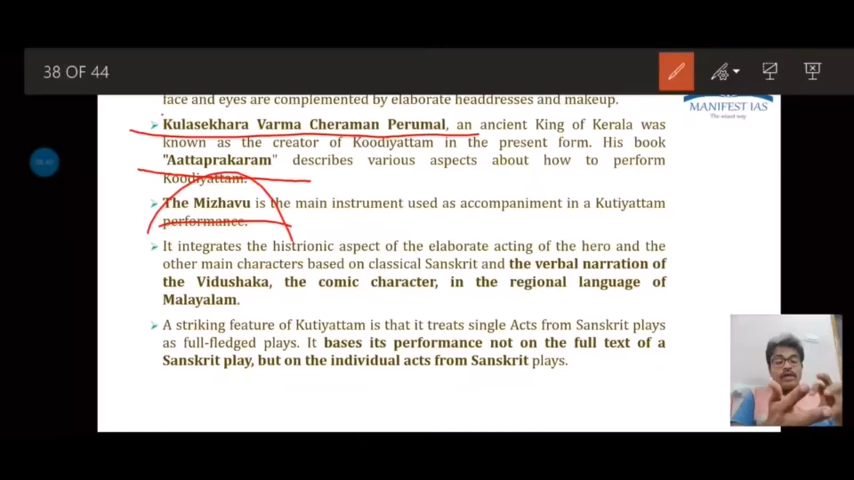 38 OF 44
face and eyes are complemented by elaborate headdresses and makeup.
MANIFEST IAS
The wisest way
Kulasekhara Varma Cheraman Perumal, an ancient King of Kerala was
known as the creator of Koodiyattam in the present form. His book
"Aattaprakaram" describes various aspects about how to perform
Koodiyattam.
The Mizhavu is the main instrument used as accompaniment in a Kutiyattam
performance.
It integrates the histrionic aspect of the elaborate acting of the hero and the
other main characters based on classical Sanskrit and the verbal narration of
the Vidushaka, the comic character, in the regional language of
Malayalam.
A striking feature of Kutiyattam is that it treats single Acts from Sanskrit plays
as full-fledged plays. It bases its performance not on the full text of a
Sanskrit play, but on the individual acts from Sanskrit plays.